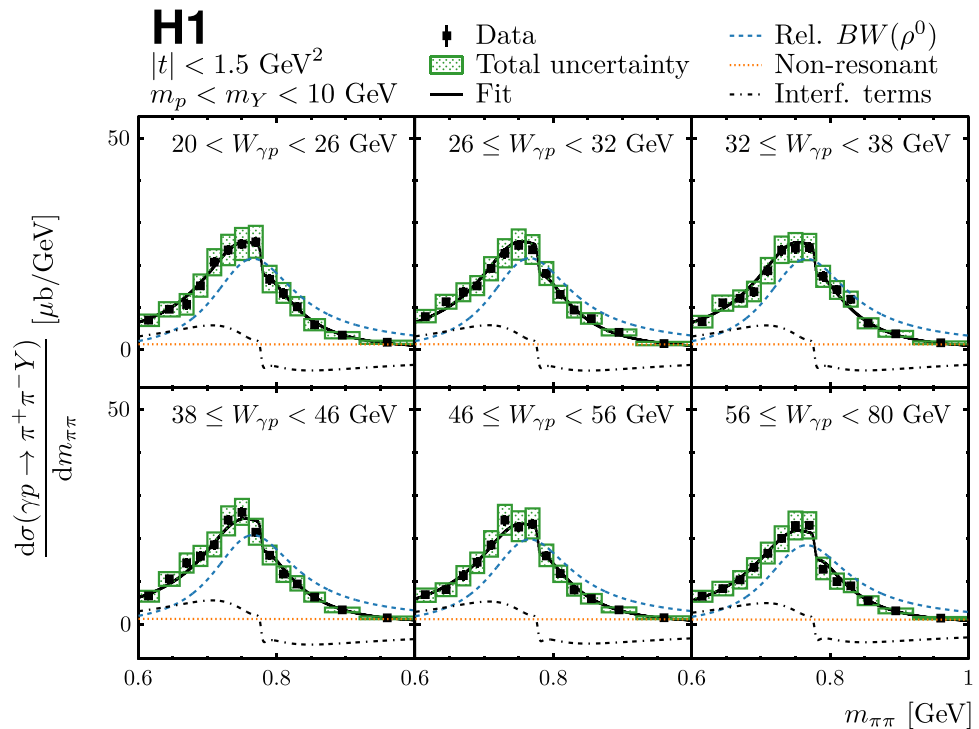 H1
|t| < 1.5 GeV²
m_p < m_Y < 10 GeV
Data
Total uncertainty
Fit
Rel. BW(ρ⁰)
Non-resonant
Interf. terms
dσ(γp → π⁺π⁻Y)
dm_ππ
[μb/GeV]
50
0
20 < W_γp < 26 GeV
26 ≤ W_γp < 32 GeV
32 ≤ W_γp < 38 GeV
50
0
38 ≤ W_γp < 46 GeV
46 ≤ W_γp < 56 GeV
56 ≤ W_γp < 80 GeV
0.6 0.8 0.6 0.8 0.6 0.8 1
m_ππ [GeV]